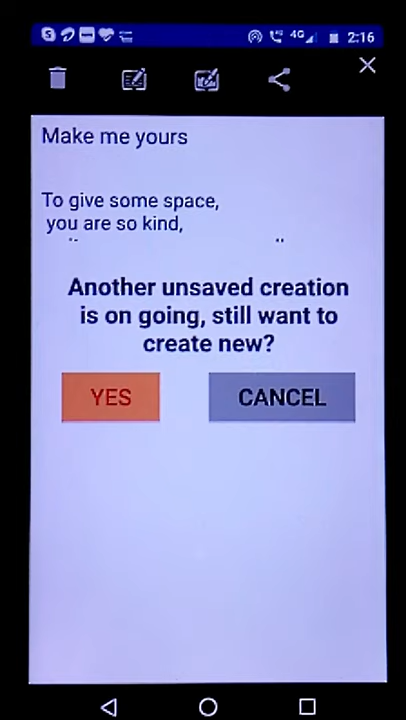 4G 2:16
Make me yours
To give some space,
you are so kind,
Another unsaved creation
is on going, still want to
create new?
YES
CANCEL